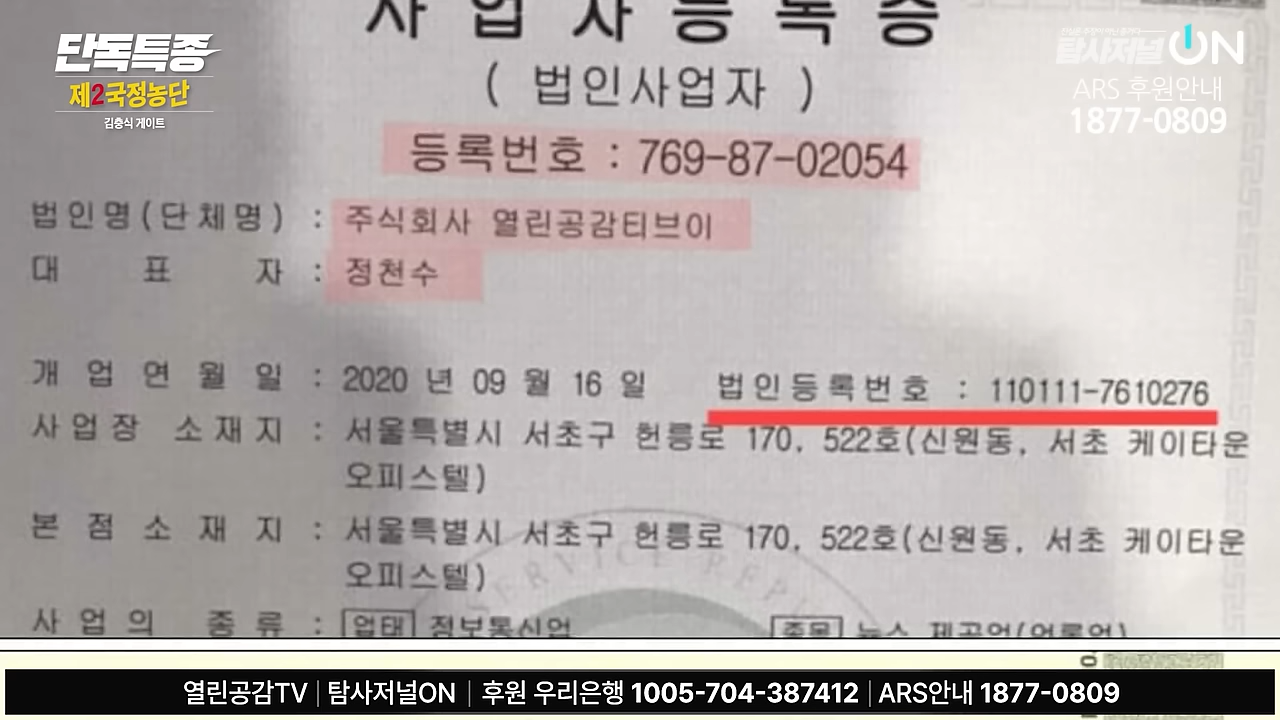 사업자등록증
( 법인사업자 )
등록번호 : 769-87-02054
법인명(단체명) : 주식회사 열린공감티브이
대 표 자 : 정천수
개업연월일 : 2020 년 09 월 16 일 법인등록번호 : 110111-7610276
사업장 소재지 : 서울특별시 서초구 헌릉로 170, 522호(신원동, 서초 케이타운
오피스텔)
본점소재지 : 서울특별시 서초구 헌릉로 170, 522호(신원동, 서초 케이타운
오피스텔)
사업의 종류 : 업태 정보통신업 종목 뉴스 제공업(언론업)
SERVICE REP
단독특종
제2국정농단
김충식 게이트
탐사저널ON
ARS 후원안내
1877-0809
열린공감TV | 탐사저널ON | 후원 우리은행 1005-704-387412 | ARS안내 1877-0809